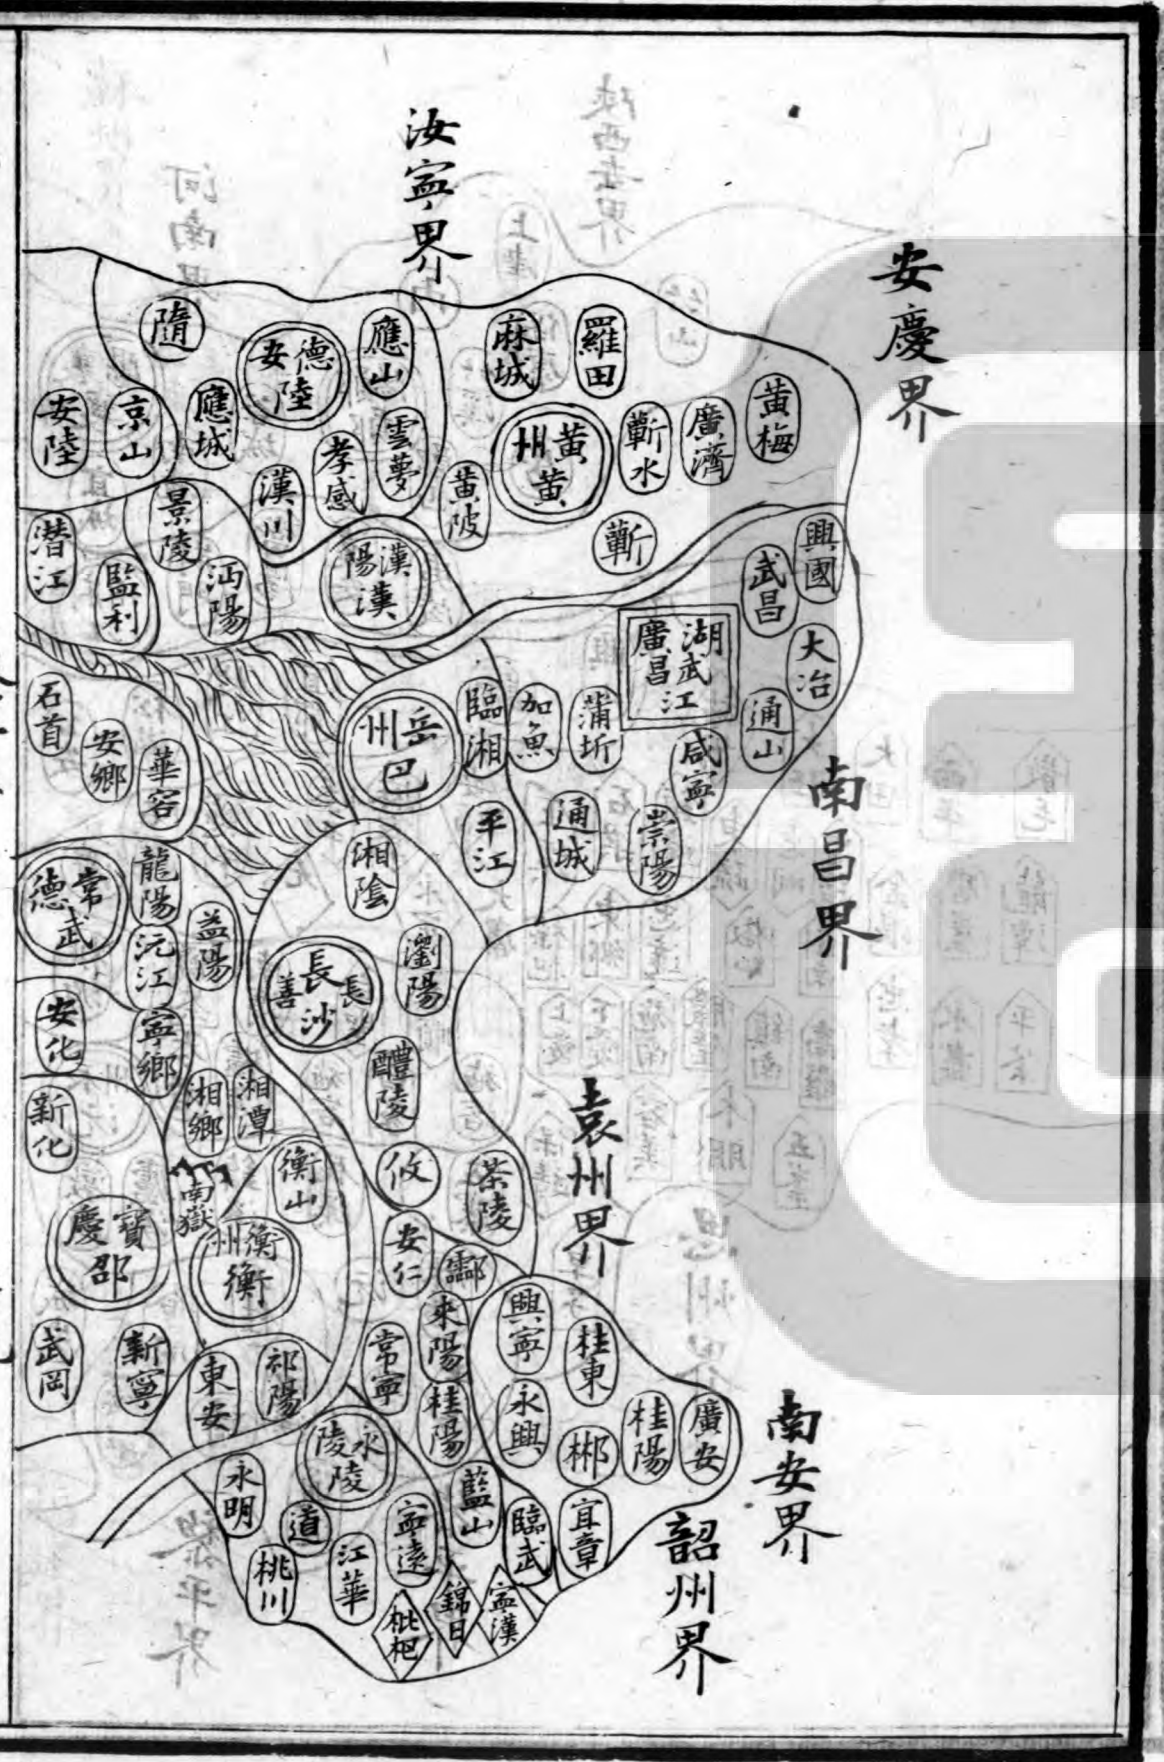 汝寧界
安慶界
南昌界
袁州界
南安界
韶州界
羅田
麻城
應山
德安
陸
隨
黃梅
廣濟
蘄水
黃州
黃
雲夢
孝感
應城
京山
安陸
黃陂
漢川
景陵
潛江
蘄
漢陽
漢
沔陽
監利
興國
武昌
大冶
通山
湖廣
武昌
江
咸寧
蒲圻
加魚
臨湘
岳州
巴
華容
安鄉
石首
崇陽
通城
平江
湘陰
龍陽
常德
武
沅江
益陽
瀏陽
長沙
長
善
寧鄉
安化
醴陵
湘潭
湘鄉
新化
茶陵
攸
衡山
南嶽
衡州
衡
寶慶
邵
安仁
酃
來陽
常寧
祁陽
東安
新寧
武岡
興寧
桂東
廣安
桂陽
郴
永興
桂陽
永陵
陵
永明
道
宜章
臨武
藍山
寧遠
江華
桃川
寧漢
錦日
枇杷